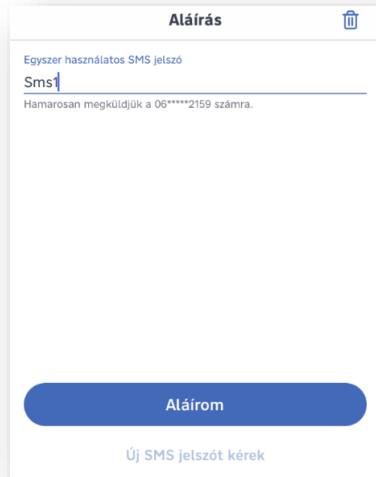 Aláírás
Egyszer használatos SMS jelszó
Sms1
Hamarosan megküldjük a 06*****2159 számra.
Aláírom
Új SMS jelszót kérek